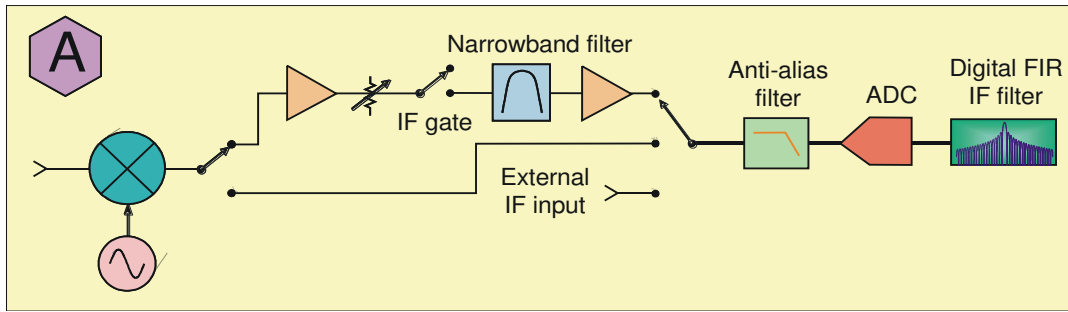 A
Narrowband filter
IF gate
External
IF input
Anti-alias
filter
ADC
Digital FIR
IF filter